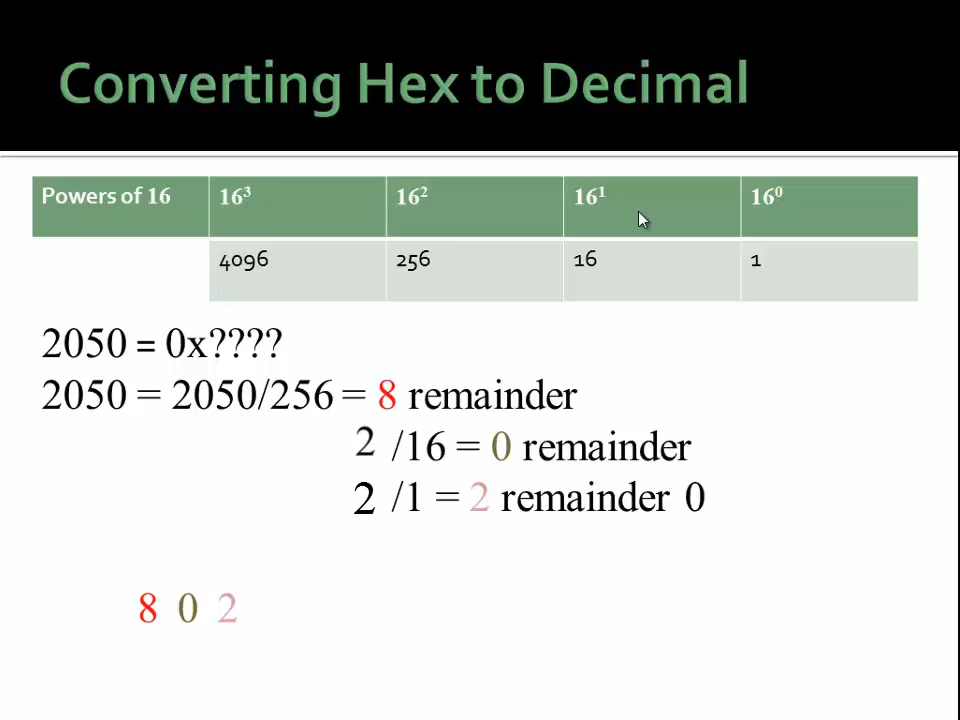 Converting Hex to Decimal
Powers of 16 16³ 16² 16¹ 16⁰
4096 256 16 1
2050 = 0x????
2050 = 2050/256 = 8 remainder
2 /16 = 0 remainder
2 /1 = 2 remainder 0
8 0 2